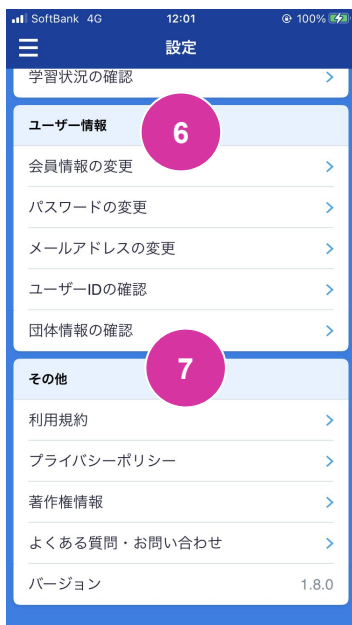 SoftBank 4G 12:01 100%
設定
学習状況の確認
ユーザー情報
6
会員情報の変更
パスワードの変更
メールアドレスの変更
ユーザーIDの確認
団体情報の確認
7
その他
利用規約
プライバシーポリシー
著作権情報
よくある質問・お問い合わせ
バージョン 1.8.0